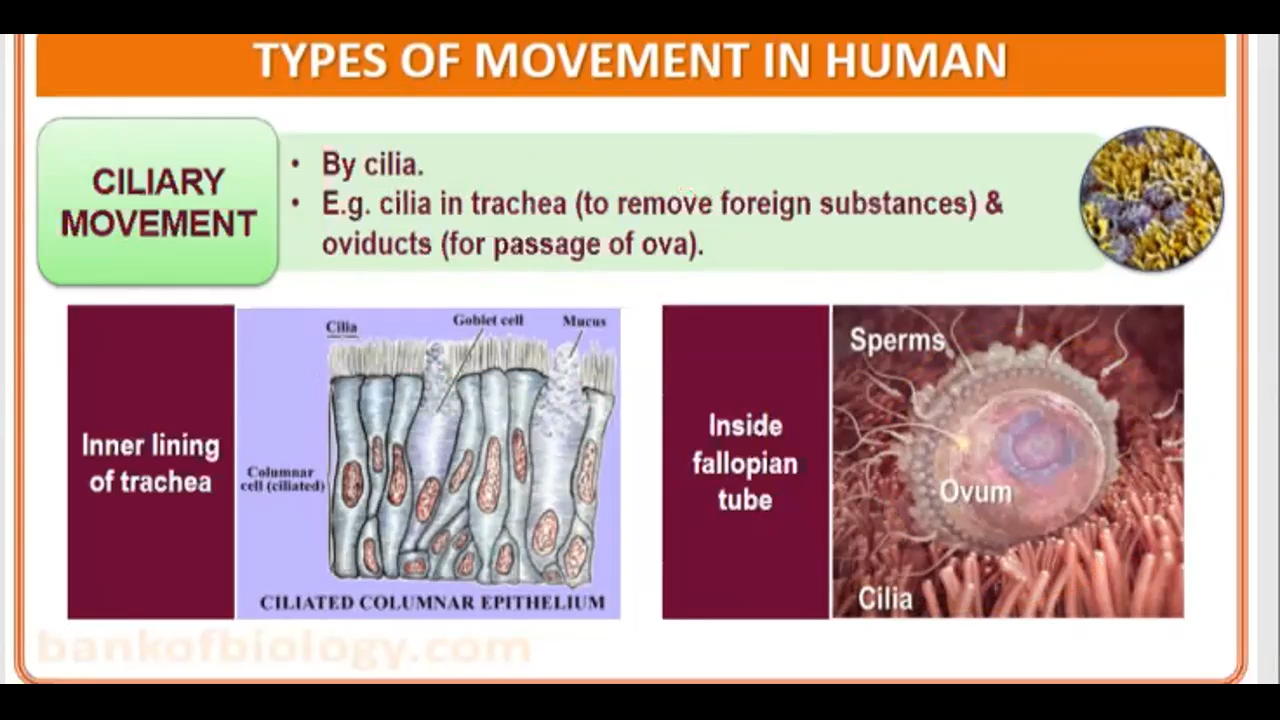 TYPES OF MOVEMENT IN HUMAN
CILIARY
MOVEMENT
• By cilia.
• E.g. cilia in trachea (to remove foreign substances) &
oviducts (for passage of ova).
Inner lining
of trachea
Cilia
Goblet cell
Mucus
Columnar
cell (ciliated)
CILIATED COLUMNAR EPITHELIUM
Inside
fallopian
tube
Sperms
Ovum
Cilia
bankofbiology.com